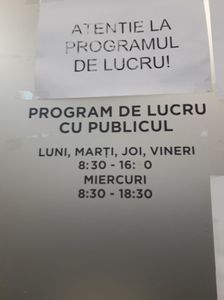 ATENTIE LA
PROGRAMUL
DE LUCRU!
PROGRAM DE LUCRU
CU PUBLICUL
LUNI, MARȚI, JOI, VINERI
8:30 - 16: 0
MIERCURI
8:30 - 18:30